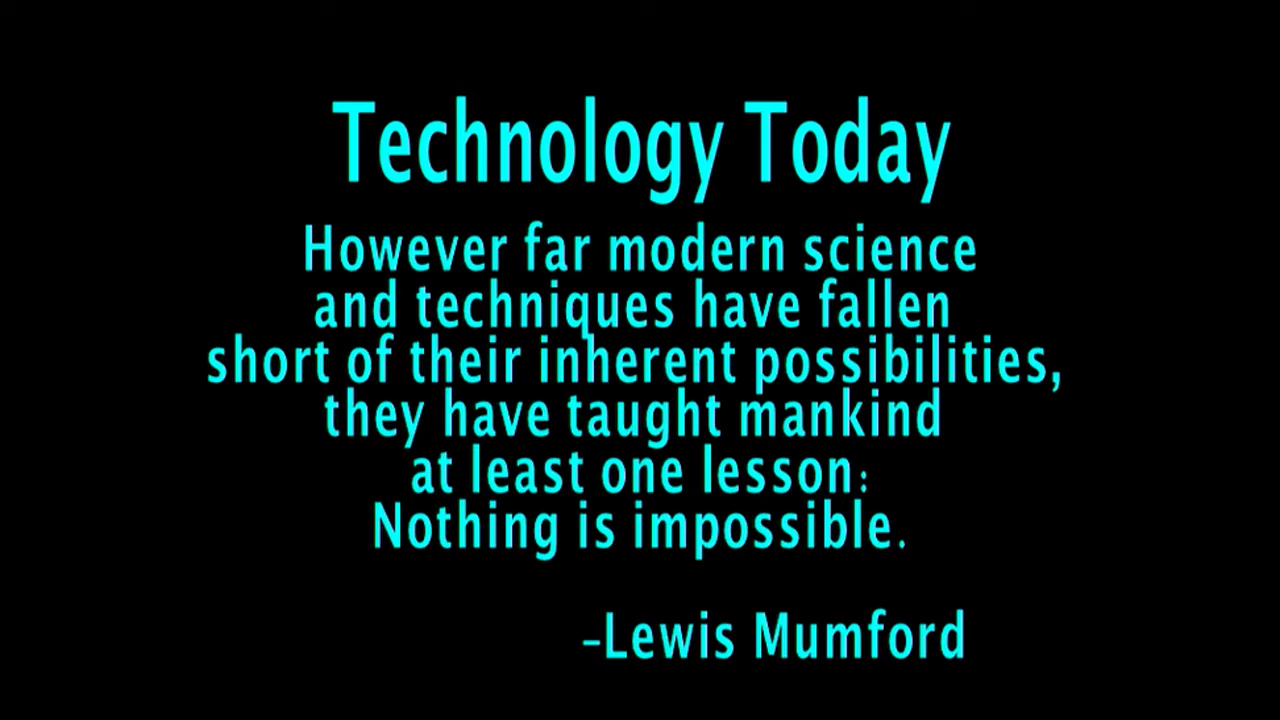 Technology Today
However far modern science
and techniques have fallen
short of their inherent possibilities,
they have taught mankind
at least one lesson:
Nothing is impossible.
–Lewis Mumford